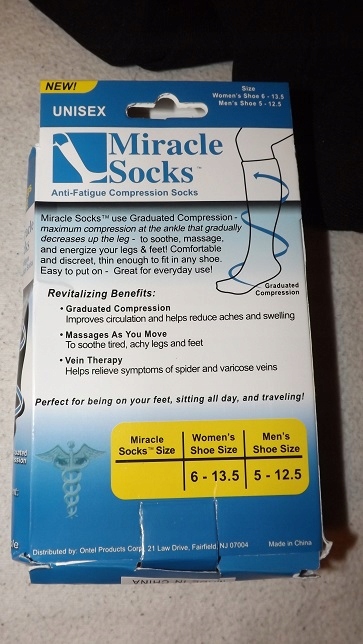 NEW!
UNISEX
Size
Women's Shoe 6 - 13.5
Men's Shoe 5 - 12.5
Miracle
Socks™
Anti-Fatigue Compression Socks
Miracle Socks™ use Graduated Compression -
maximum compression at the ankle that gradually
decreases up the leg - to soothe, massage,
and energize your legs & feet! Comfortable
and discreet, thin enough to fit in any shoe.
Easy to put on - Great for everyday use!
Graduated
Compression
Revitalizing Benefits:
• Graduated Compression
Improves circulation and helps reduce aches and swelling
• Massages As You Move
To soothe tired, achy legs and feet
• Vein Therapy
Helps relieve symptoms of spider and varicose veins
Perfect for being on your feet, sitting all day, and traveling!
Miracle Socks™ Size
Women's Shoe Size
Men's Shoe Size
6 - 13.5
5 - 12.5
Distributed by: Ontel Products Corp. 21 Law Drive, Fairfield, NJ 07004
Made in China
IN CHINA